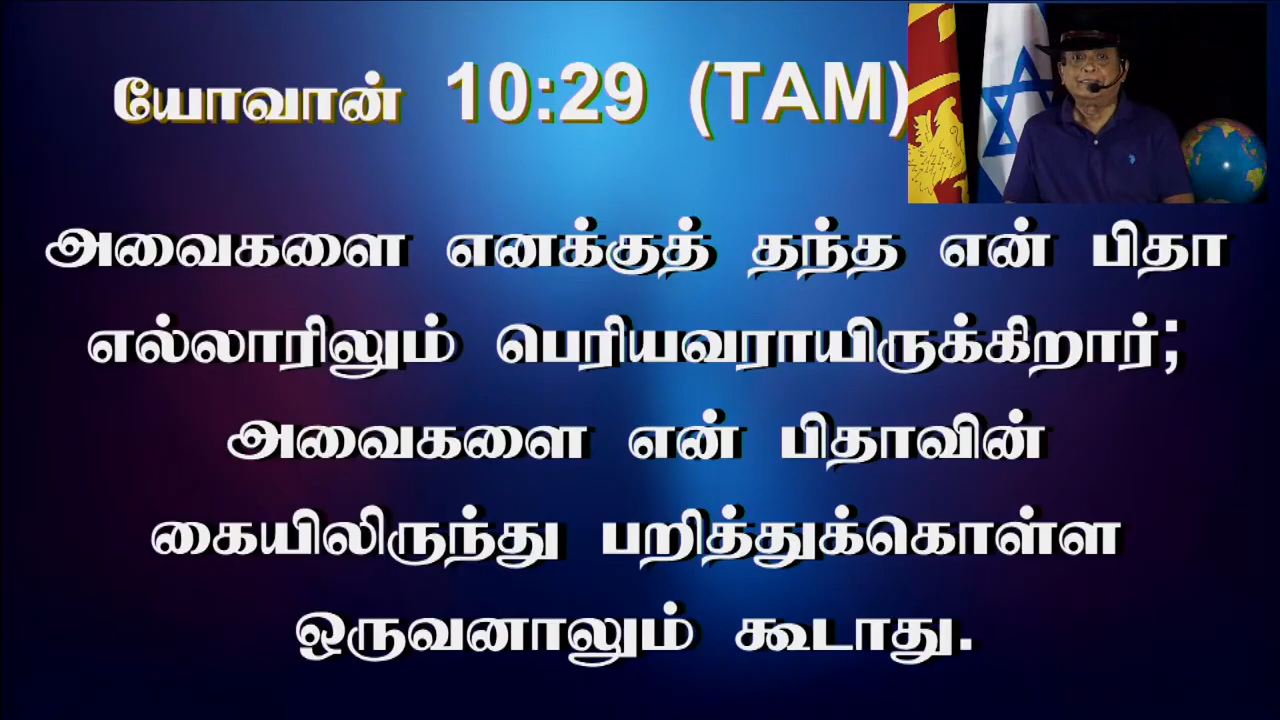 யோவான் 10:29 (TAM)
அவைகளை எனக்குத் தந்த என் பிதா
எல்லாரிலும் பெரியவராயிருக்கிறார்;
அவைகளை என் பிதாவின்
கையிலிருந்து பறித்துக்கொள்ள
ஒருவனாலும் கூடாது.